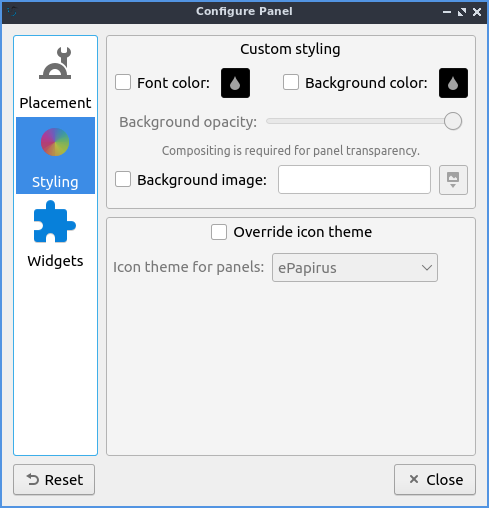 Configure Panel
Placement
Styling
Widgets
Custom styling
Font color: Background color:
Background opacity:
Compositing is required for panel transparency.
Background image:
Override icon theme
Icon theme for panels: ePapirus
Reset Close